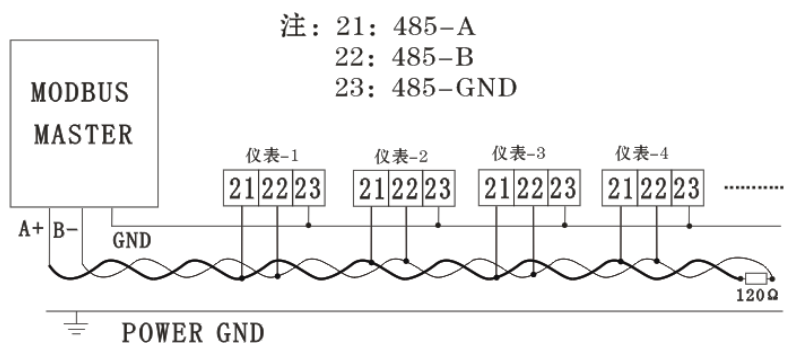 注：21：485-A
22：485-B
23：485-GND
MODBUS
MASTER
仪表-1
仪表-2
仪表-3
仪表-4
21 22 23
21 22 23
21 22 23
21 22 23
A+ B-
GND
120Ω
POWER GND